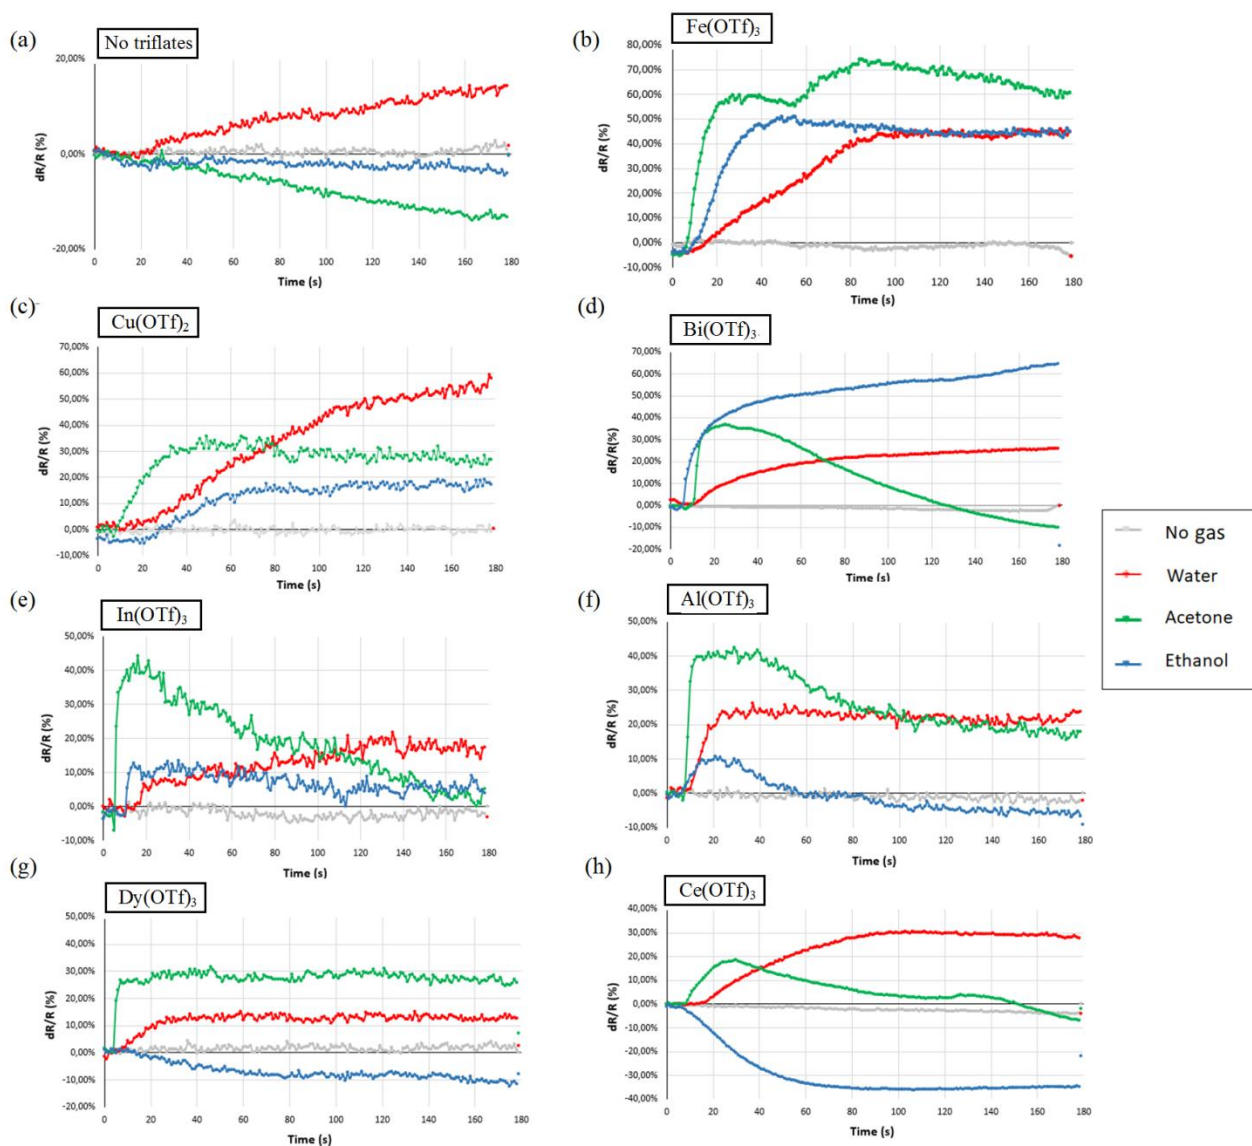 (a)
No triflates
20,00%
0,00%
-20,00%
dR/R (%)
0 20 40 60 80 100 120 140 160 180
Time (s)
(b)
Fe(OTf)3
80,00%
70,00%
60,00%
50,00%
40,00%
30,00%
20,00%
10,00%
0,00%
-10,00%
dR/R (%)
0 20 40 60 80 100 120 140 160 180
Time (s)
(c)
Cu(OTf)2
70,00%
60,00%
50,00%
40,00%
30,00%
20,00%
10,00%
0,00%
-10,00%
dR/R (%)
0 20 40 60 80 100 120 140 160 180
Time (s)
(d)
Bi(OTf)3
70,00%
60,00%
50,00%
40,00%
30,00%
20,00%
10,00%
0,00%
-10,00%
-20,00%
dR/R(%)
0 20 40 60 80 100 120 140 160 180
Time (s)
(e)
In(OTf)3
50,00%
40,00%
30,00%
20,00%
10,00%
0,00%
-10,00%
dR/R (%)
0 20 40 60 80 100 120 140 160 180
Time (s)
(f)
Al(OTf)3
50,00%
40,00%
30,00%
20,00%
10,00%
0,00%
-10,00%
dR/R (%)
0 20 40 60 80 100 120 140 160 180
Time (s)
No gas
Water
Acetone
Ethanol
(g)
Dy(OTf)3
50,00%
40,00%
30,00%
20,00%
10,00%
0,00%
-10,00%
-20,00%
dR/R (%)
0 20 40 60 80 100 120 140 160 180
Time (s)
(h)
Ce(OTf)3
40,00%
30,00%
20,00%
10,00%
0,00%
-10,00%
-20,00%
-30,00%
-40,00%
dR/R (%)
0 20 40 60 80 100 120 140 160 180
Time (s)